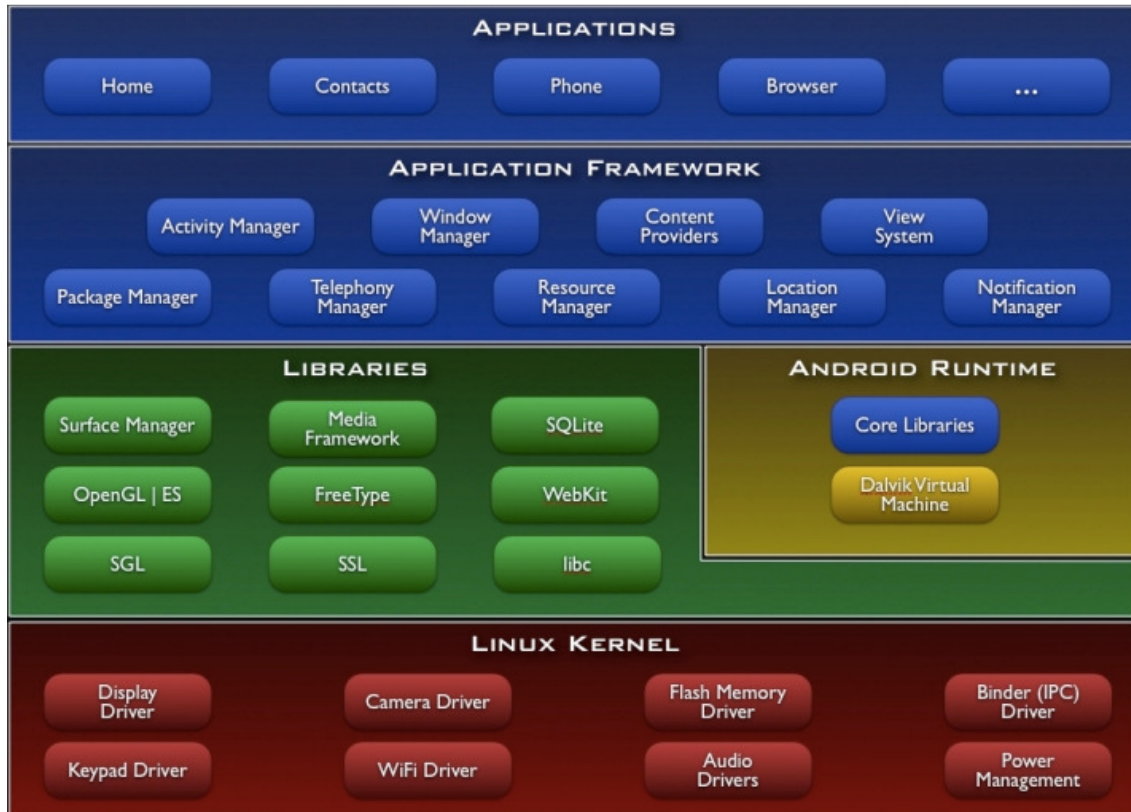 APPLICATIONS
Home
Contacts
Phone
Browser
...
APPLICATION FRAMEWORK
Activity Manager
Window
Manager
Content
Providers
View
System
Package Manager
Telephony
Manager
Resource
Manager
Location
Manager
Notification
Manager
LIBRARIES
Surface Manager
Media
Framework
SQLite
OpenGL | ES
FreeType
WebKit
SGL
SSL
libc
ANDROID RUNTIME
Core Libraries
Dalvik Virtual
Machine
LINUX KERNEL
Display
Driver
Camera Driver
Flash Memory
Driver
Binder (IPC)
Driver
Keypad Driver
WiFi Driver
Audio
Drivers
Power
Management